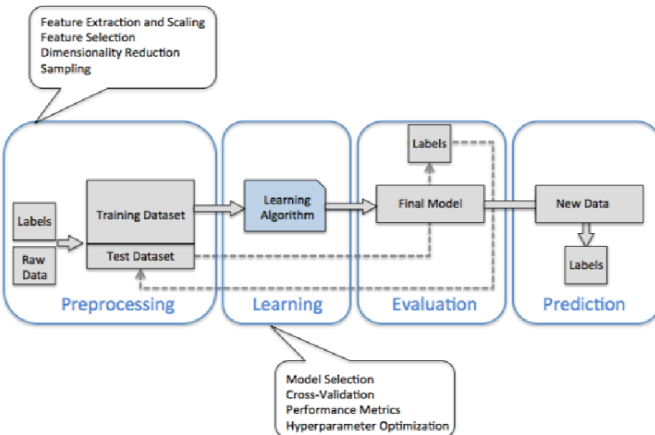 Feature Extraction and Scaling
Feature Selection
Dimensionality Reduction
Sampling
Labels
Raw
Data
Training Dataset
Test Dataset
Preprocessing
Learning
Algorithm
Learning
Labels
Final Model
Evaluation
New Data
Labels
Prediction
Model Selection
Cross-Validation
Performance Metrics
Hyperparameter Optimization